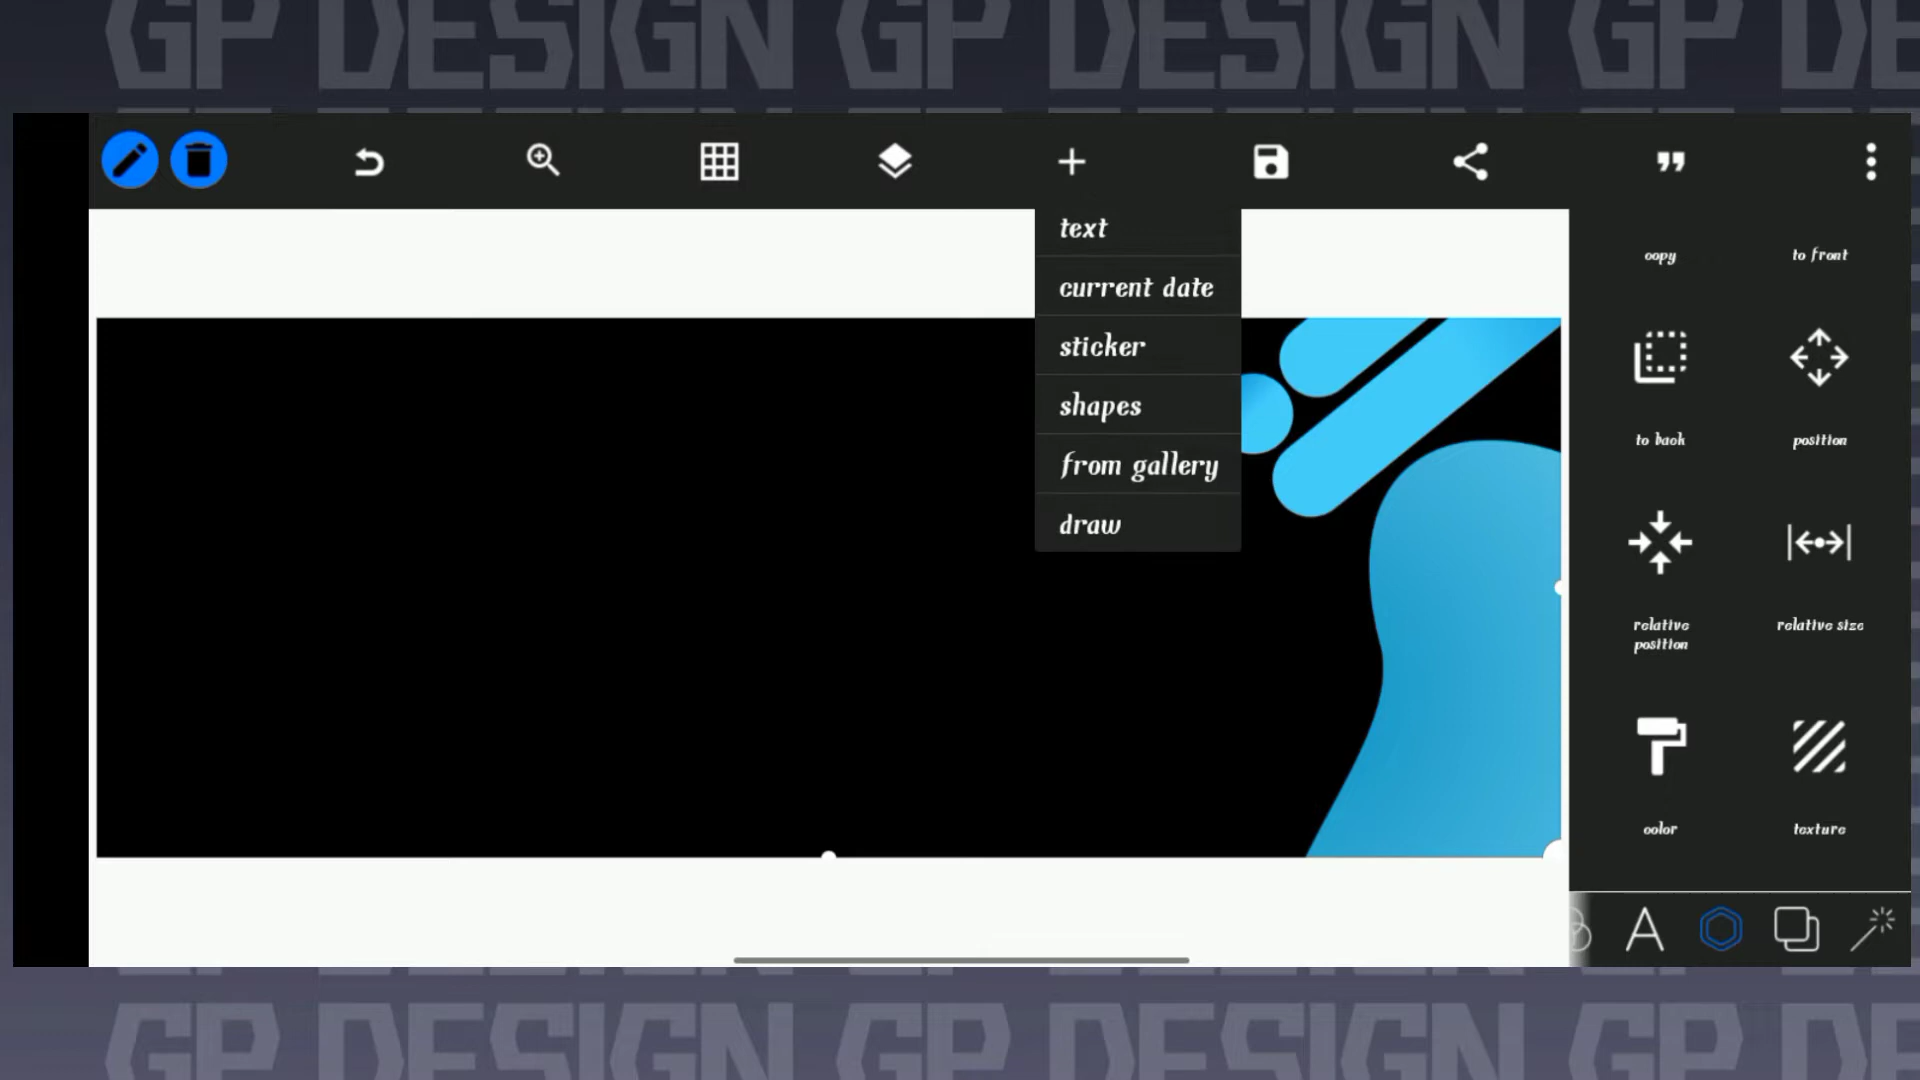 GP DESIGN GP DESIGN GP DE
text
current date
sticker
shapes
from gallery
draw
copy
to front
to back
position
relative
position
relative size
color
texture
A
GP DESIGN GP DESIGN GP DE